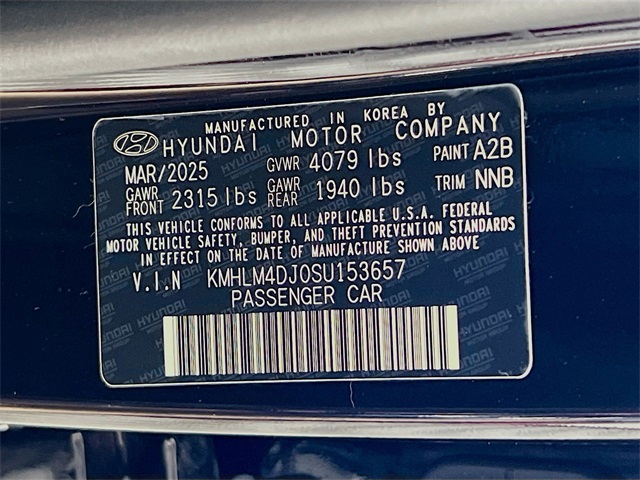 MANUFACTURED IN KOREA BY
HYUNDAI MOTOR COMPANY
MAR/2025 GVWR 4079 lbs PAINT A2B
GAWR FRONT 2315 lbs GAWR REAR 1940 lbs TRIM NNB
THIS VEHICLE CONFORMS TO ALL APPLICABLE U.S.A. FEDERAL
MOTOR VEHICLE SAFETY, BUMPER, AND THEFT PREVENTION STANDARDS
IN EFFECT ON THE DATE OF MANUFACTURE SHOWN ABOVE
V.I.N KMHLM4DJ0SU153657
PASSENGER CAR